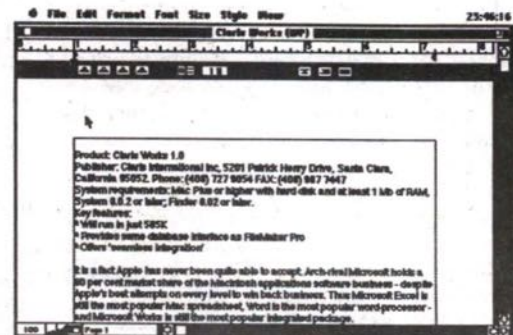 File Edit Format Font Size Style View 23:46:16
Claris Works (WP)
Product: Claris Works 1.0
Publisher: Claris International Inc, 5201 Patrick Henry Drive, Santa Clara,
California 95052. Phone: (408) 727 9054 FAX: (408) 987 7447
System requirements: Mac Plus or higher with hard disk and at least 1 Mb of RAM,
System 6.0.2 or later; Finder 6.02 or later.
Key features:
* Will run in just 585K
* Provides same database interface as FileMaker Pro
* Offers 'seamless integration'
It is a fact Apple has never been quite able to accept. Arch-rival Microsoft holds a
60 per cent market share of the Macintosh applications software business - despite
Apple's best attempts on every level to win back business. Thus Microsoft Excel is
still the most popular Mac spreadsheet, Word is the most popular word-processor -
and Microsoft Works is still the most popular integrated package.
100 Page 1